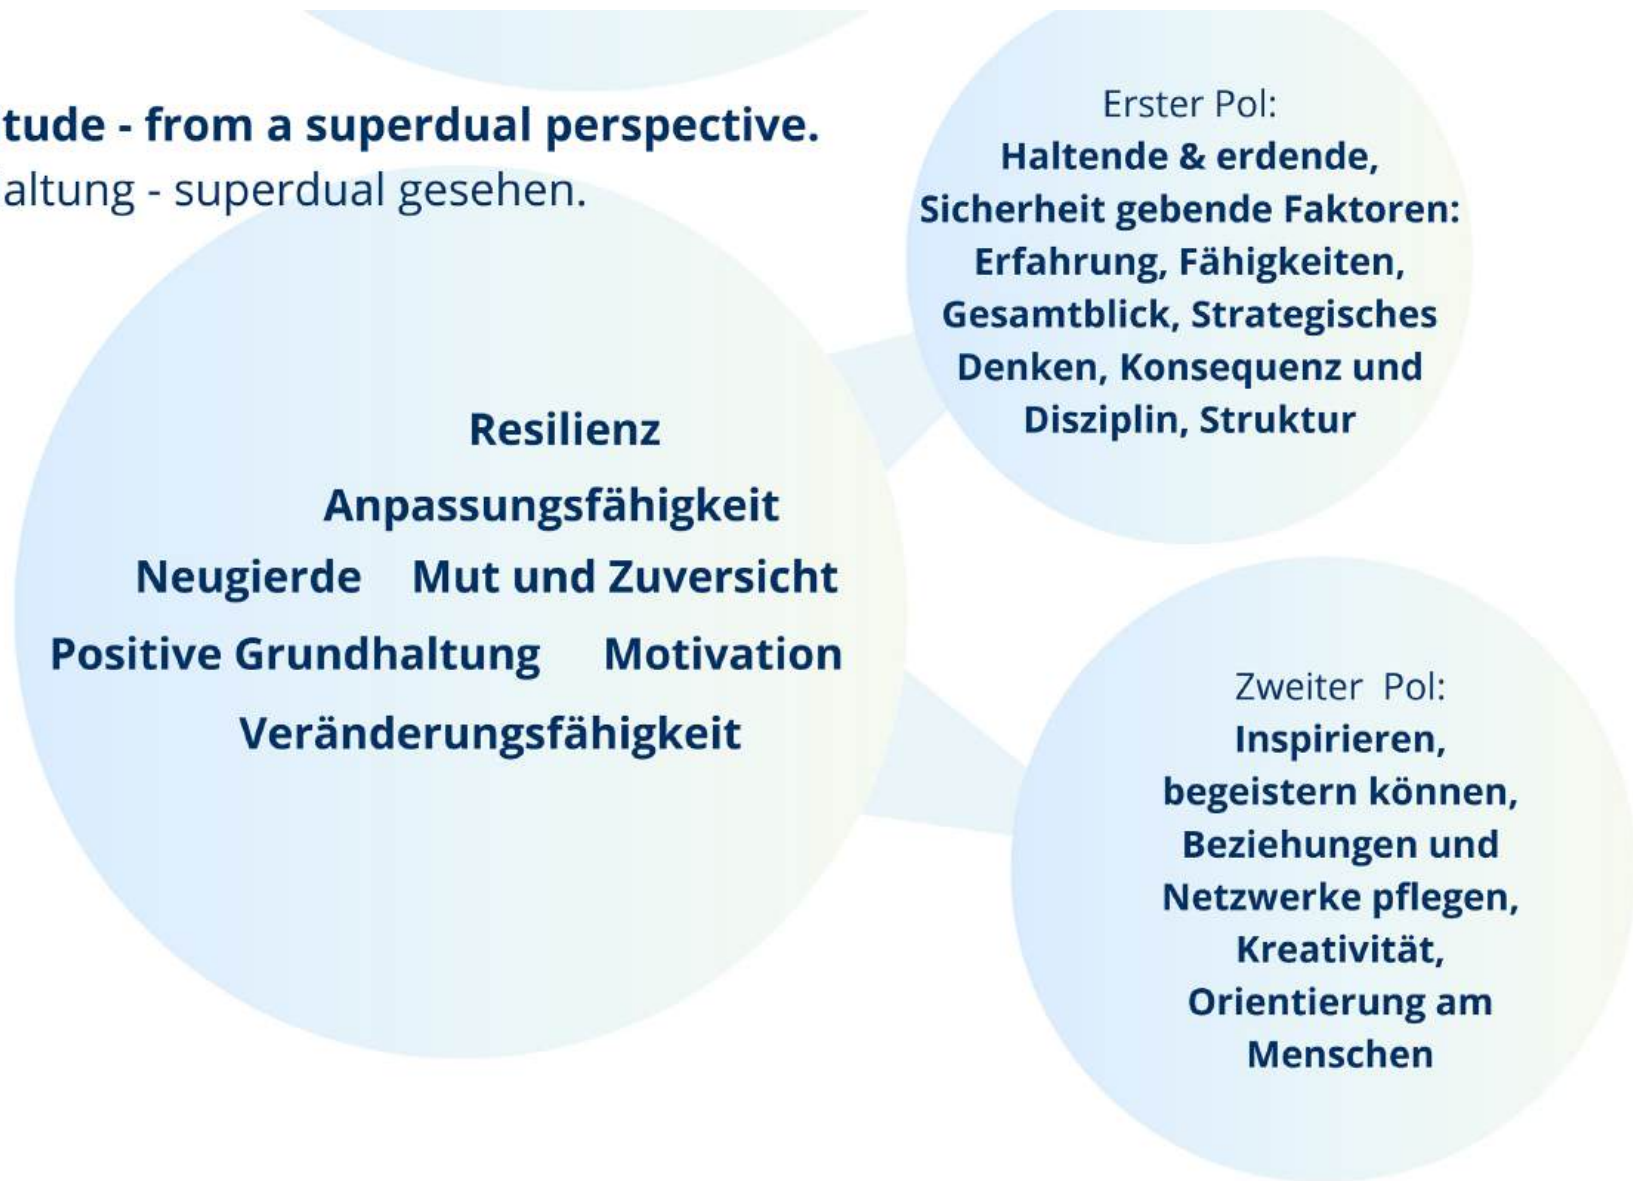 tude - from a superdual perspective.
altung - superdual gesehen.
Erster Pol:
Haltende & erdende,
Sicherheit gebende Faktoren:
Erfahrung, Fähigkeiten,
Gesamtblick, Strategisches
Denken, Konsequenz und
Disziplin, Struktur
Resilienz
Anpassungsfähigkeit
Neugierde Mut und Zuversicht
Positive Grundhaltung Motivation
Veränderungsfähigkeit
Zweiter Pol:
Inspirieren,
begeistern können,
Beziehungen und
Netzwerke pflegen,
Kreativität,
Orientierung am
Menschen